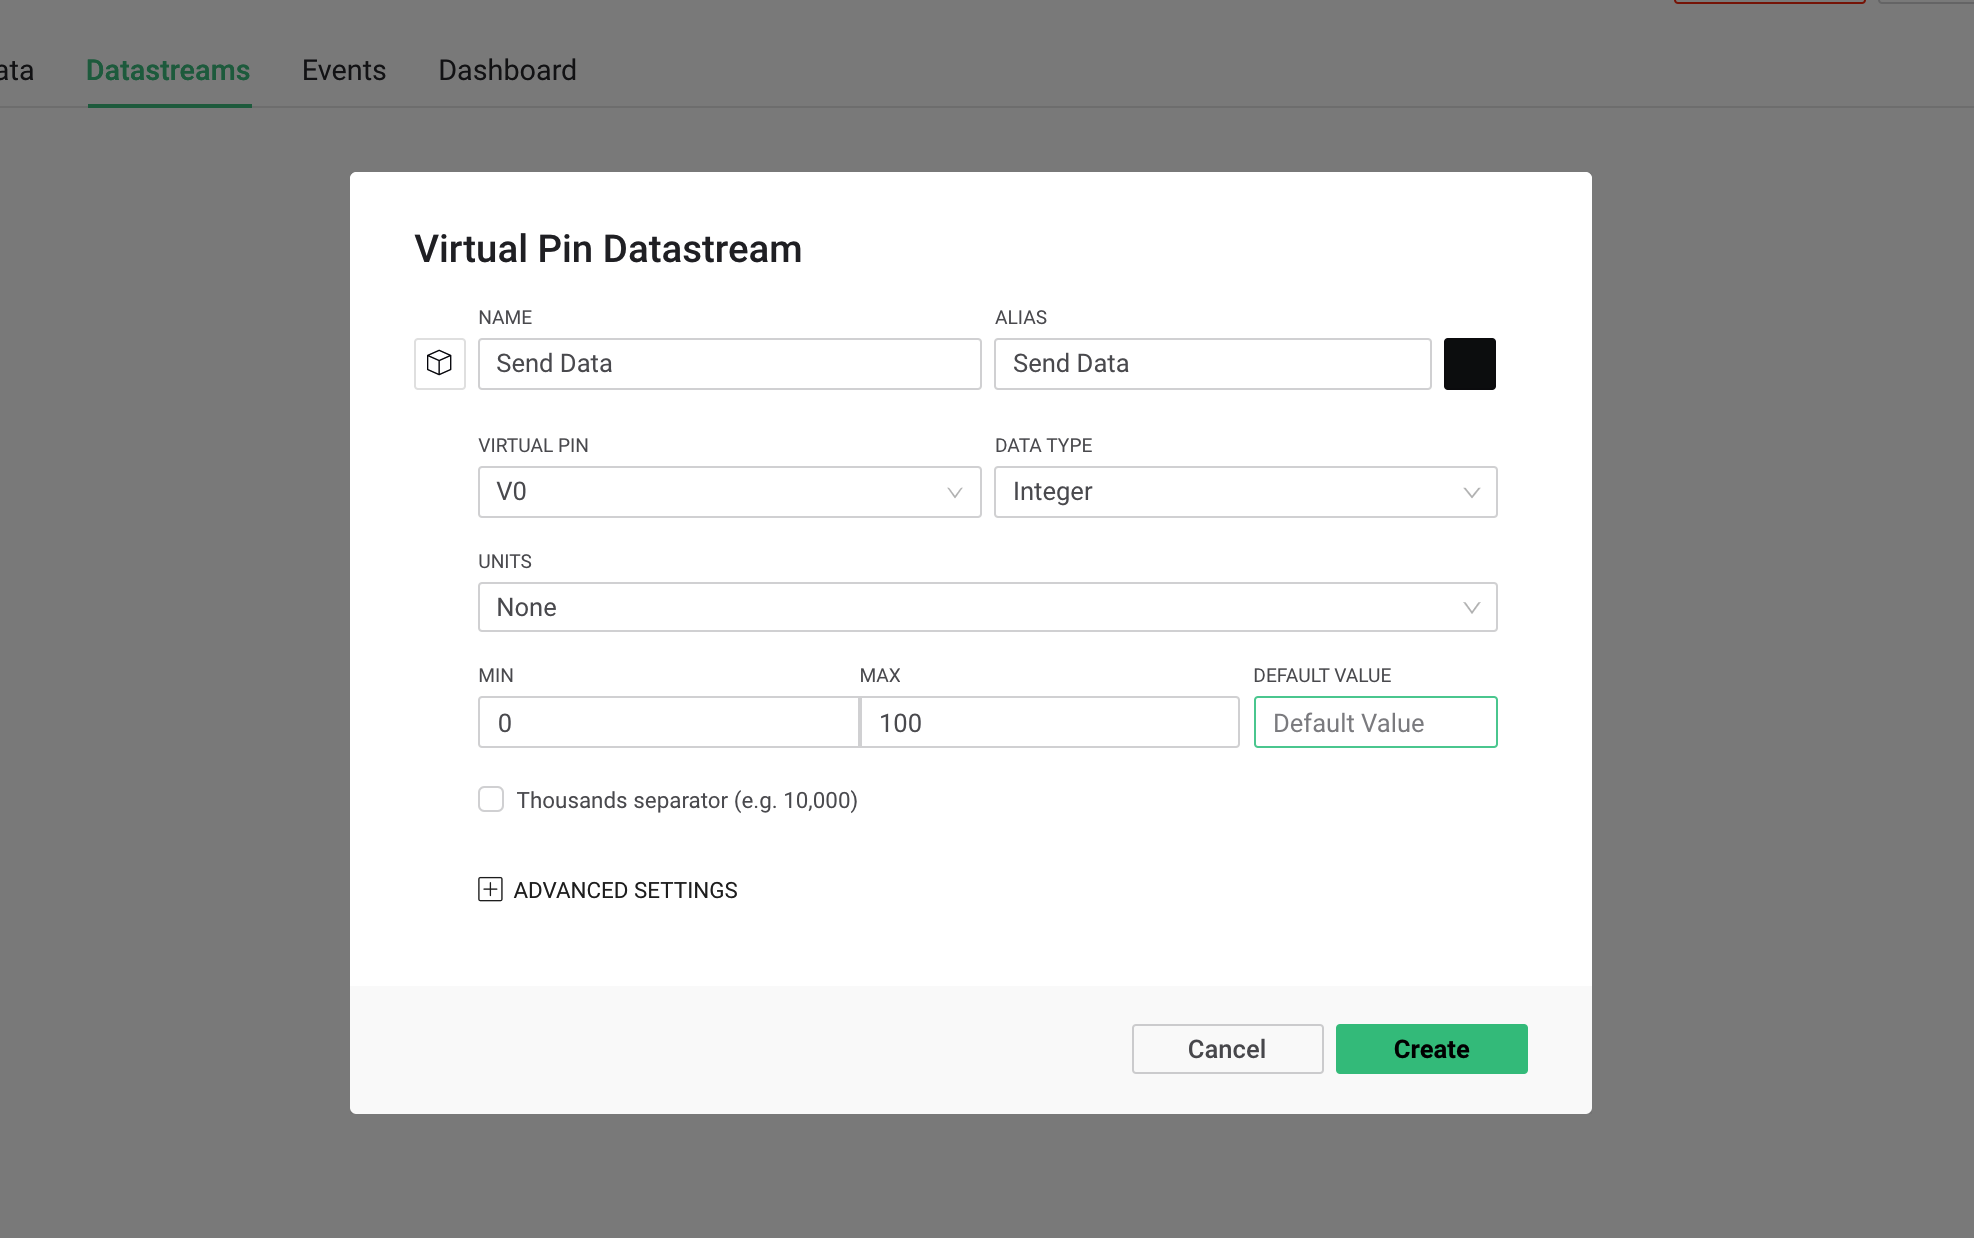 ata Datastreams Events Dashboard
Virtual Pin Datastream
NAME ALIAS
Send Data Send Data
VIRTUAL PIN DATA TYPE
V0 Integer
UNITS
None
MIN MAX DEFAULT VALUE
0 100 Default Value
Thousands separator (e.g. 10,000)
ADVANCED SETTINGS
Cancel Create